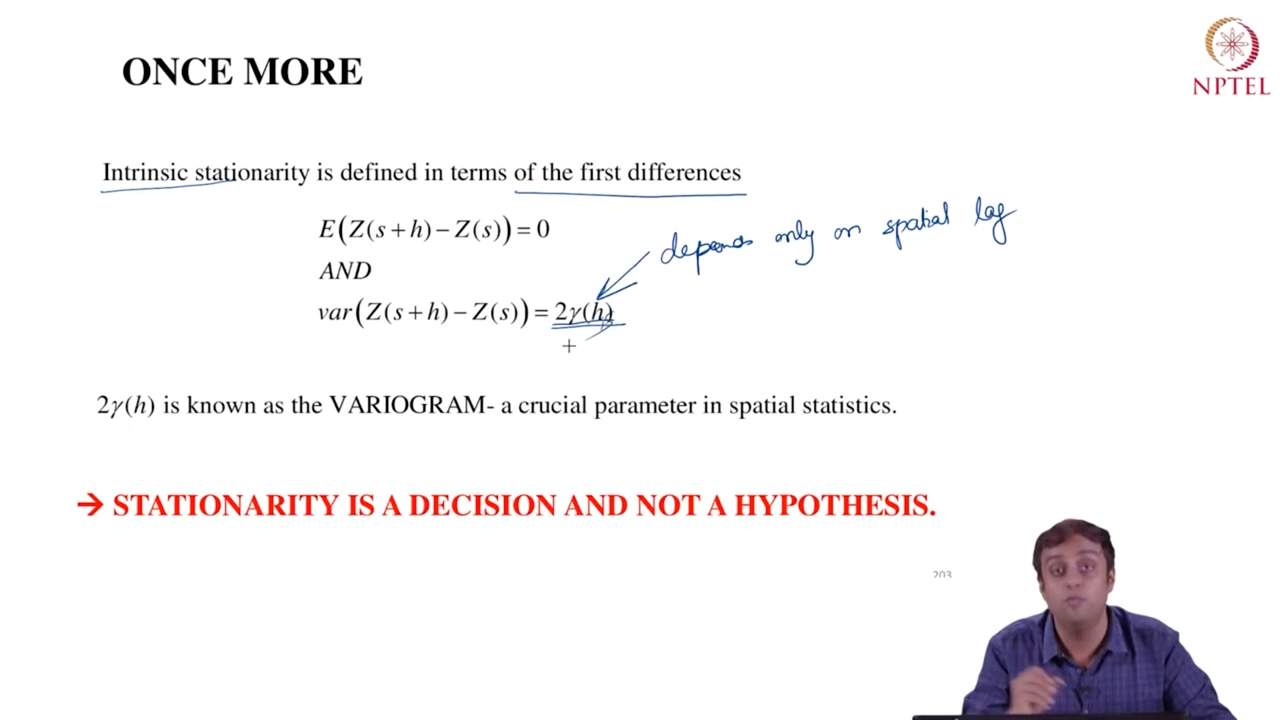 ONCE MORE
NPTEL
Intrinsic stationarity is defined in terms of the first differences
E(Z(s+h)−Z(s))=0
depends only on spatial lag
AND
var(Z(s+h)−Z(s))=2γ(h)
2γ(h) is known as the VARIOGRAM- a crucial parameter in spatial statistics.
→ STATIONARITY IS A DECISION AND NOT A HYPOTHESIS.
203